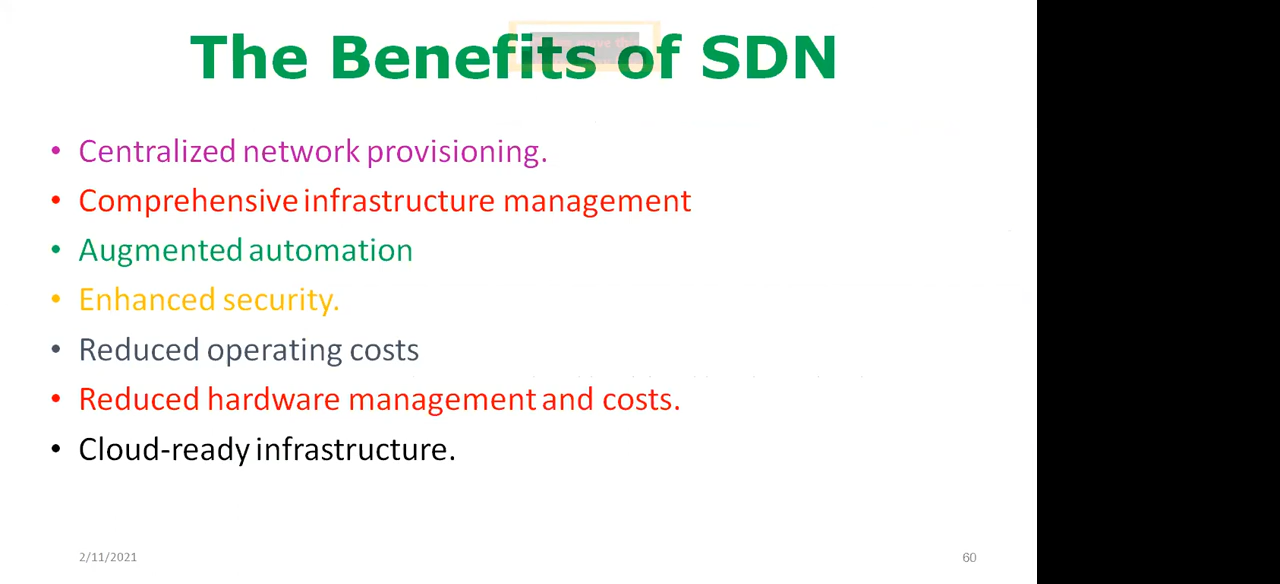 The Benefits of SDN
• Centralized network provisioning.
• Comprehensive infrastructure management
• Augmented automation
• Enhanced security.
• Reduced operating costs
• Reduced hardware management and costs.
• Cloud-ready infrastructure.
2/11/2021
60